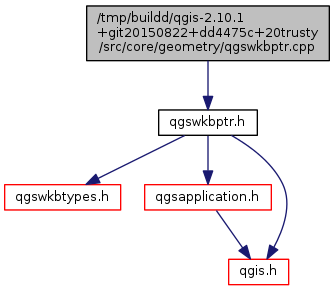 /tmp/buildd/qgis-2.10.1
+git20150822+dd4475c+20trusty
/src/core/geometry/qgswkbptr.cpp
qgswkbptr.h
qgswkbtypes.h
qgsapplication.h
qgis.h